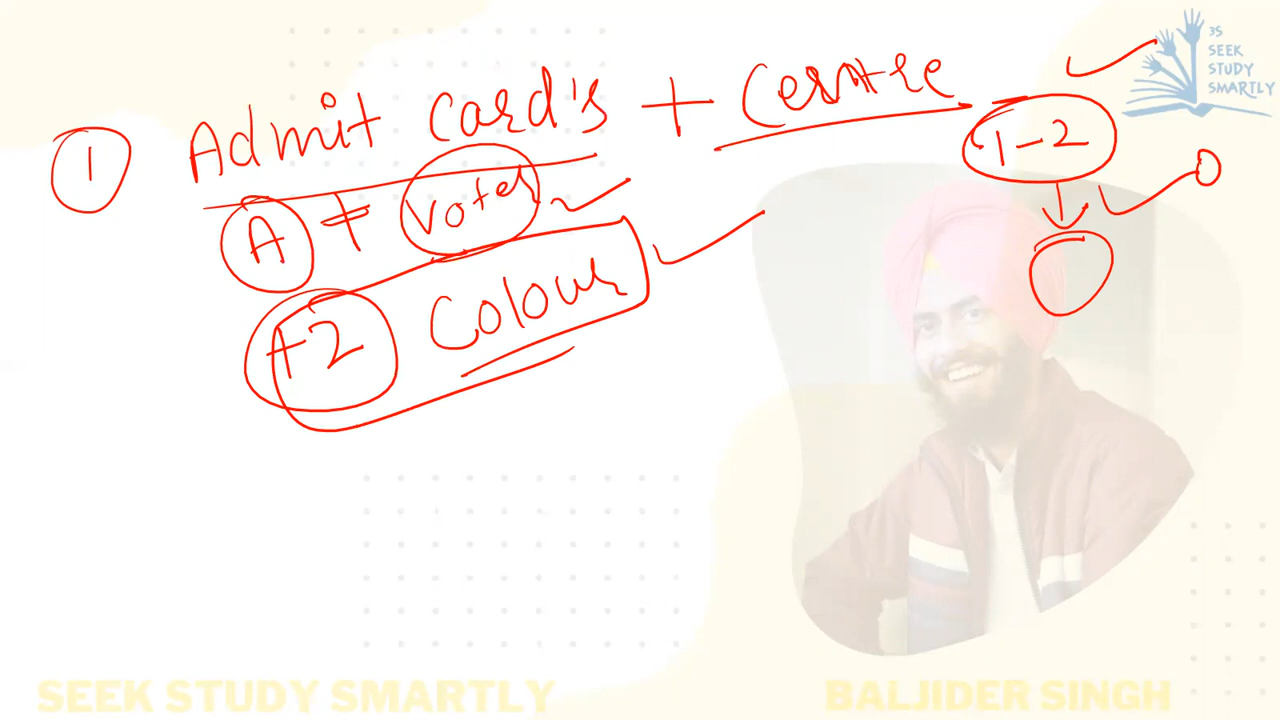 ① Admit card's + Centre 1-2
A + Voter
+2 Colour
3S
SEEK
STUDY
SMARTLY
SEEK STUDY SMARTLY
BALJIDER SINGH